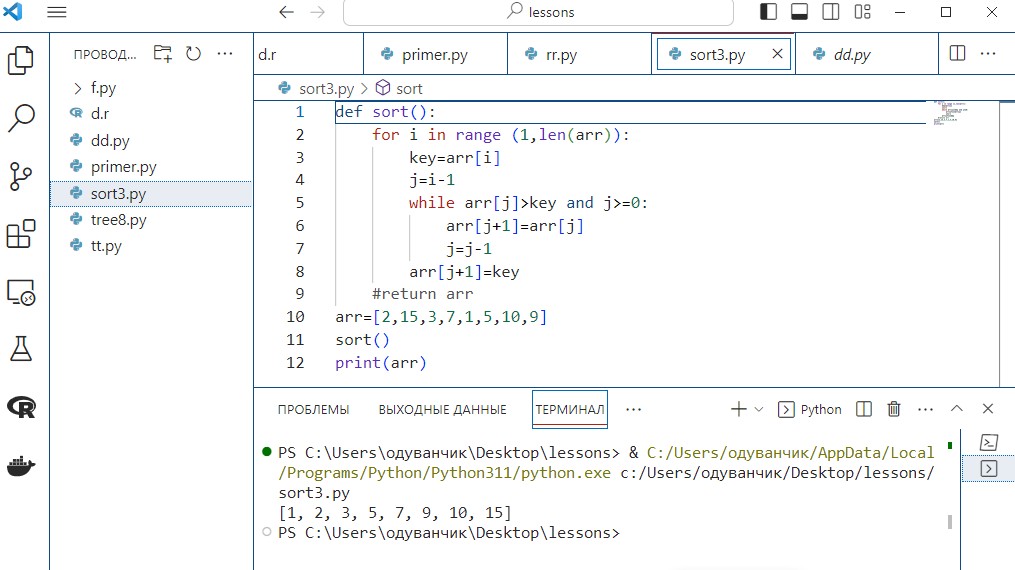 lessons
ПРОВОД... ...
d.r primer.py rr.py sort3.py dd.py ...
f.py
d.r
dd.py
primer.py
sort3.py
tree8.py
tt.py
sort3.py > sort
1 def sort():
2 for i in range (1,len(arr)):
3 key=arr[i]
4 j=i-1
5 while arr[j]>key and j>=0:
6 arr[j+1]=arr[j]
7 j=j-1
8 arr[j+1]=key
9 #return arr
10 arr=[2,15,3,7,1,5,10,9]
11 sort()
12 print(arr)
ПРОБЛЕМЫ ВЫХОДНЫЕ ДАННЫЕ ТЕРМИНАЛ ... Python ...
PS C:\Users\одуванчик\Desktop\lessons> & C:/Users/одуванчик/AppData/Local
/Programs/Python/Python311/python.exe c:/Users/одуванчик/Desktop/lessons/
sort3.py
[1, 2, 3, 5, 7, 9, 10, 15]
PS C:\Users\одуванчик\Desktop\lessons>